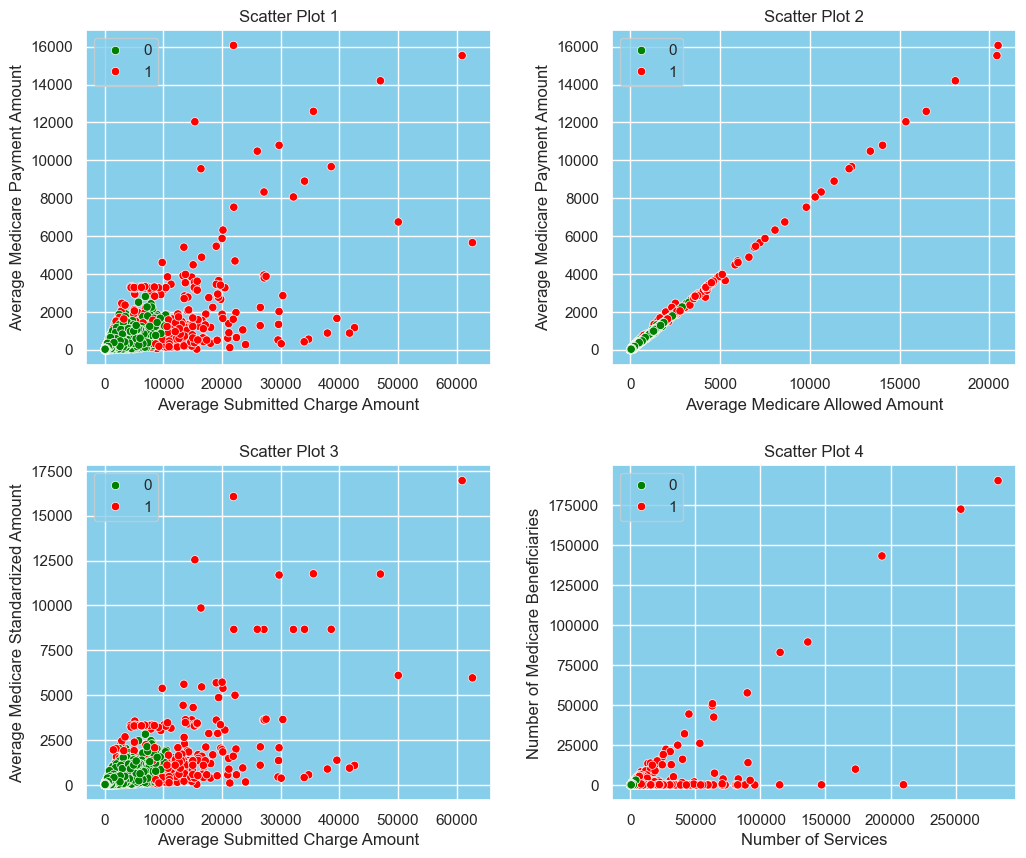 Scatter Plot 1
0
1
16000
14000
12000
10000
8000
6000
4000
2000
0
Average Medicare Payment Amount
0 10000 20000 30000 40000 50000 60000
Average Submitted Charge Amount
Scatter Plot 2
0
1
16000
14000
12000
10000
8000
6000
4000
2000
0
Average Medicare Payment Amount
0 5000 10000 15000 20000
Average Medicare Allowed Amount
Scatter Plot 3
0
1
17500
15000
12500
10000
7500
5000
2500
0
Average Medicare Standardized Amount
0 10000 20000 30000 40000 50000 60000
Average Submitted Charge Amount
Scatter Plot 4
0
1
175000
150000
125000
100000
75000
50000
25000
0
Number of Medicare Beneficiaries
0 50000 100000 150000 200000 250000
Number of Services